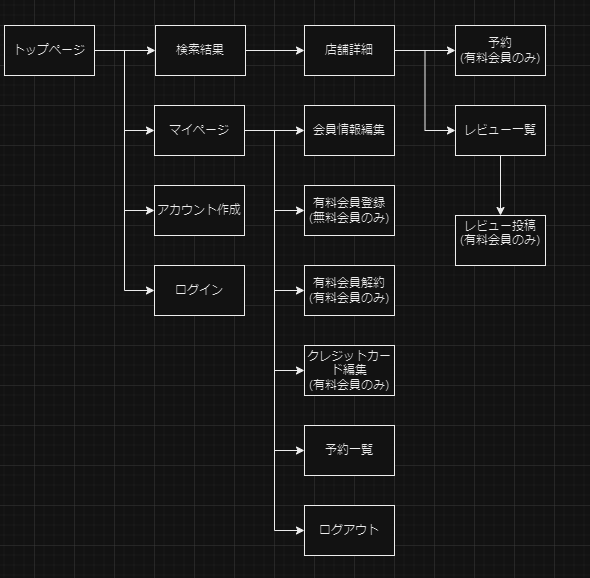 トップページ
検索結果
店舗詳細
予約
(有料会員のみ)
マイページ
会員情報編集
レビュー一覧
アカウント作成
有料会員登録
(無料会員のみ)
レビュー投稿
(有料会員のみ)
ログイン
有料会員解約
(有料会員のみ)
クレジットカー
ド編集
(有料会員のみ)
予約一覧
ログアウト